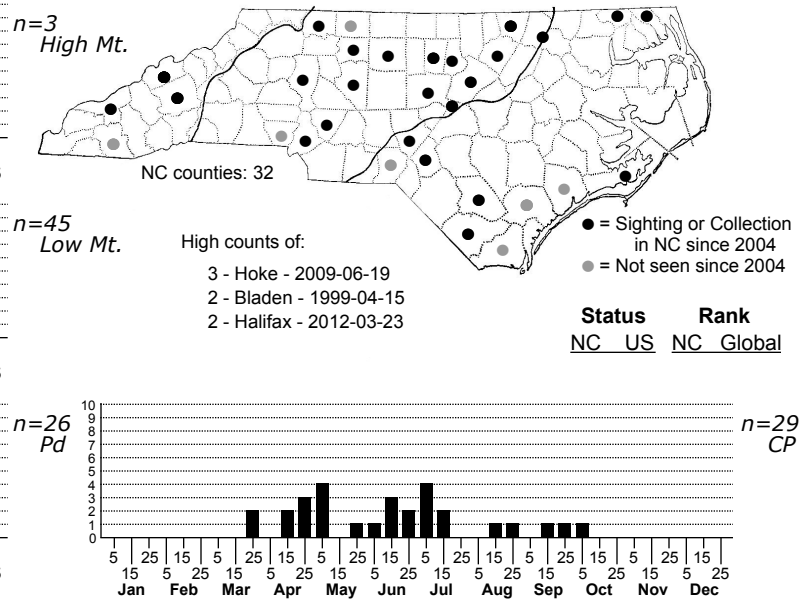 n=3
High Mt.
NC counties: 32
n=45
Low Mt.
High counts of:
3 - Hoke - 2009-06-19
2 - Bladen - 1999-04-15
2 - Halifax - 2012-03-23
= Sighting or Collection
in NC since 2004
= Not seen since 2004
Status Rank
NC US NC Global
n=26
Pd
n=29
CP
10
9
8
7
6
5
4
3
2
1
0
5 25 15 5 25 15 5 25 15 5 25 15 5 25 15 5 25 15
15 5 25 15 5 25 15 5 25 15 5 25 15 5 25 15 5 25
Jan Feb Mar Apr May Jun Jul Aug Sep Oct Nov Dec